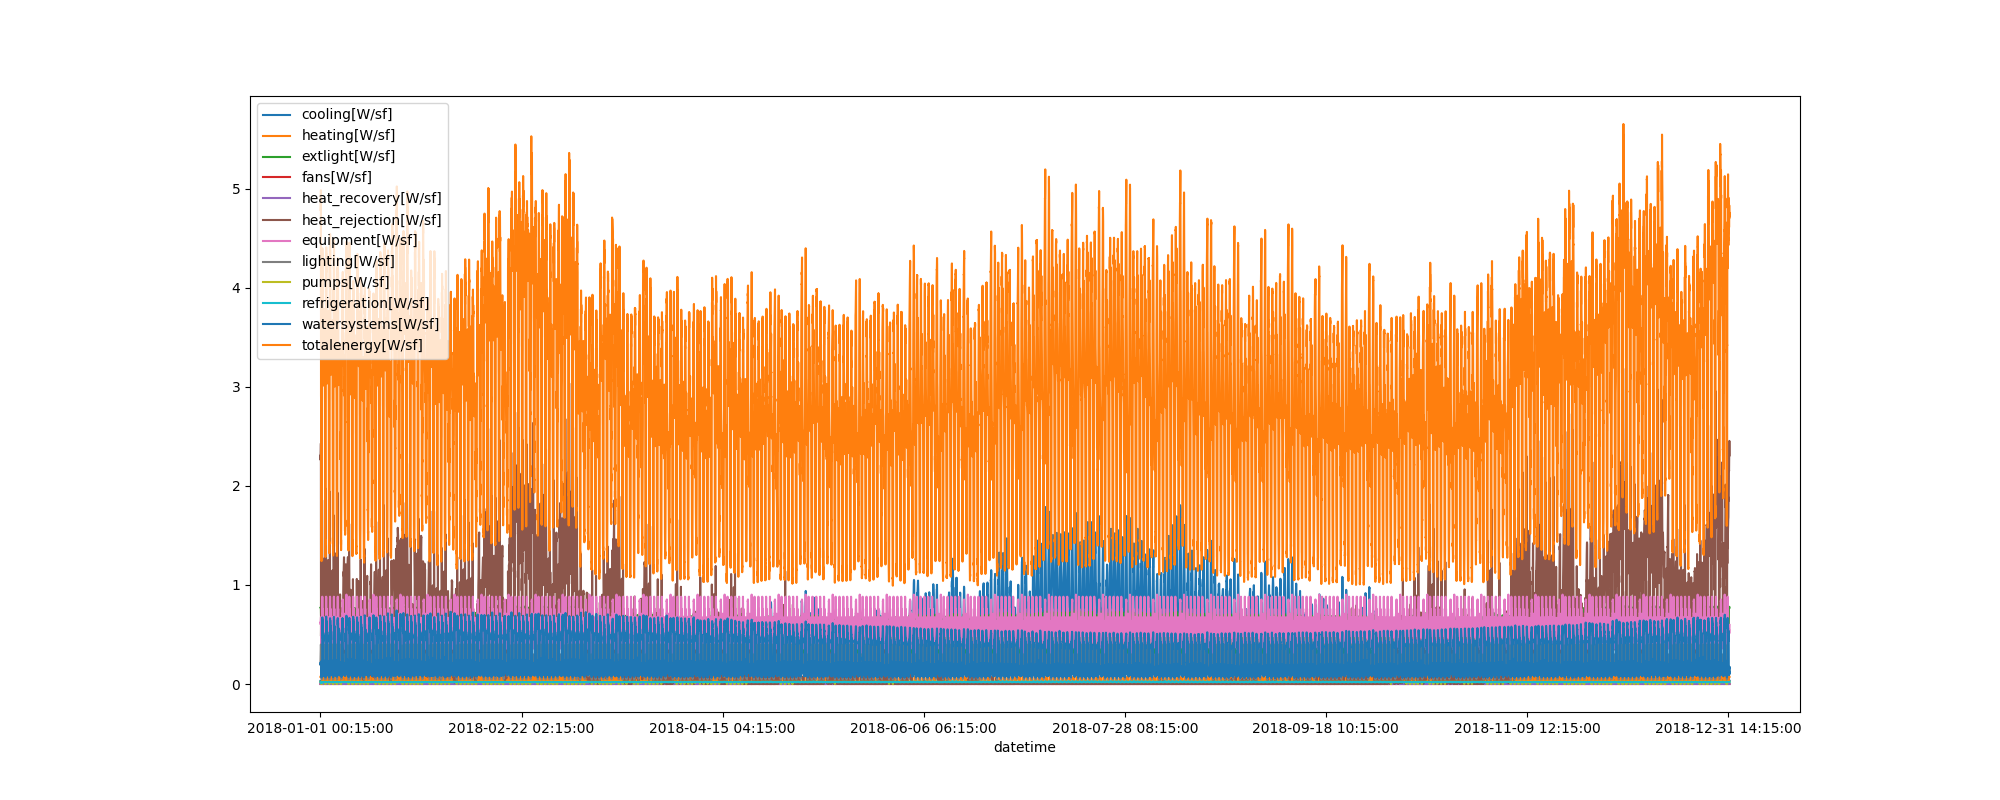 cooling[W/sf]
heating[W/sf]
extlight[W/sf]
fans[W/sf]
heat_recovery[W/sf]
heat_rejection[W/sf]
equipment[W/sf]
lighting[W/sf]
pumps[W/sf]
refrigeration[W/sf]
watersystems[W/sf]
totalenergy[W/sf]
5
4
3
2
1
0
2018-01-01 00:15:00 2018-02-22 02:15:00 2018-04-15 04:15:00 2018-06-06 06:15:00 2018-07-28 08:15:00 2018-09-18 10:15:00 2018-11-09 12:15:00 2018-12-31 14:15:00
datetime